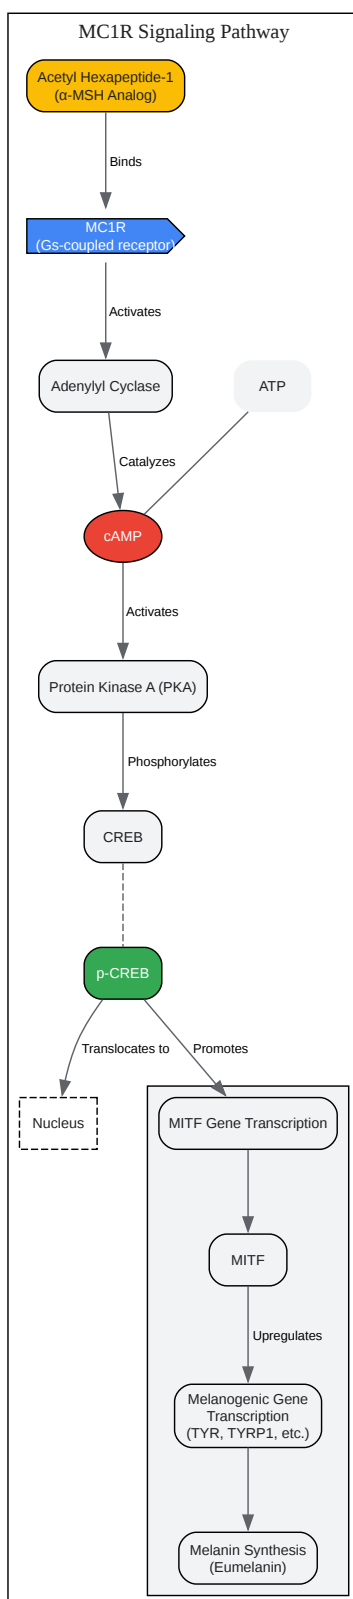 MC1R Signaling Pathway
Acetyl Hexapeptide-1
(α-MSH Analog)
Binds
MC1R
(Gs-coupled receptor)
Activates
Adenylyl Cyclase
ATP
Catalyzes
cAMP
Activates
Protein Kinase A (PKA)
Phosphorylates
CREB
p-CREB
Translocates to
Promotes
Nucleus
MITF Gene Transcription
MITF
Upregulates
Melanogenic Gene
Transcription
(TYR, TYRP1, etc.)
Melanin Synthesis
(Eumelanin)